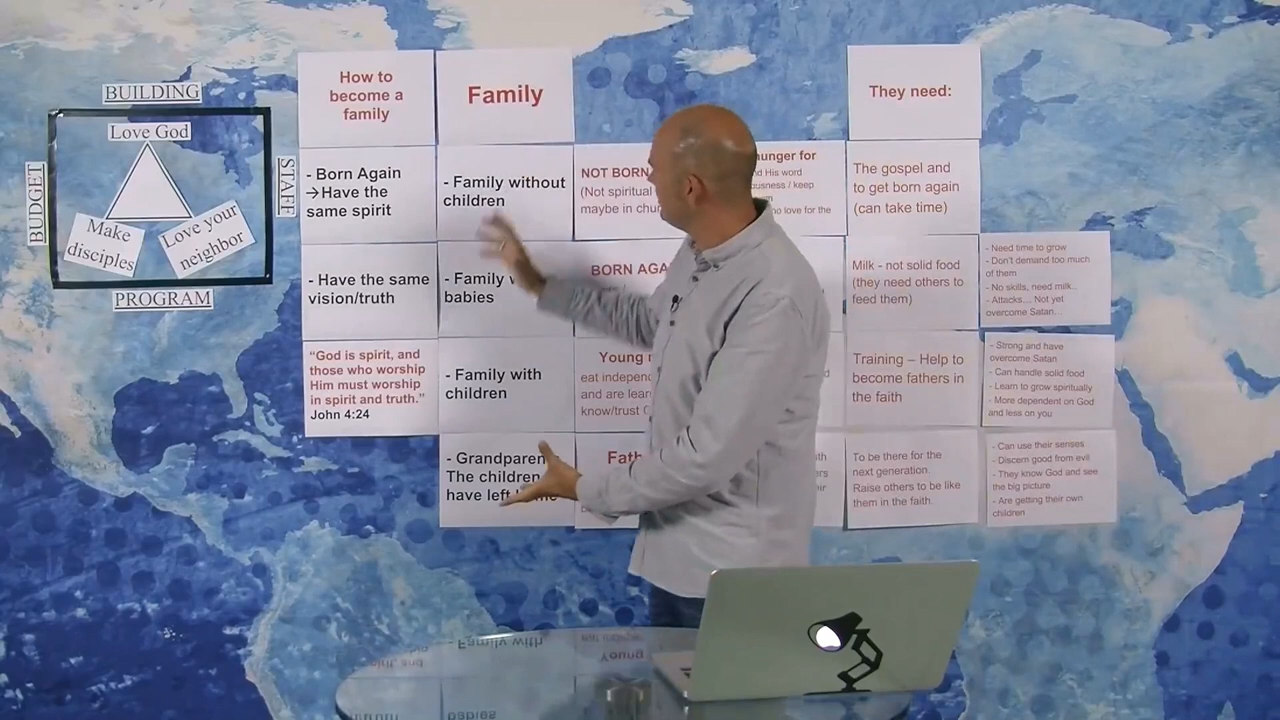 BUILDING
Love God
BUDGET
STAFF
Make
disciples
Love your
neighbor
PROGRAM
How to
become a
family
- Born Again
→Have the
same spirit
- Have the same
vision/truth
"God is spirit, and
those who worship
Him must worship
in spirit and truth."
John 4:24
Family
- Family without
children
- Family
babies
- Family with
children
The children
have left
NOT BORN
(Not spiritual
maybe in
hunger for
His word
keep
no love for the
BORN
Young
eat
and are
know/trust
They need:
The gospel and
to get born again
(can take time)
Milk - not solid food
(they need others to
feed them)
- Need time to grow
- Don't demand too much
of them
- No skills, need milk..
- Attacks... Not yet
overcome Satan..
Training – Help to
become fathers in
the faith
- Strong and have
overcome Satan
- Can handle solid food
- Learn to grow spiritually
- More dependent on God
and less on you
To be there for the
next generation.
Raise others to be like
them in the faith.
- Can use their senses
- Discern good from evil
- They know God and see
the big picture
- Are getting their own
children